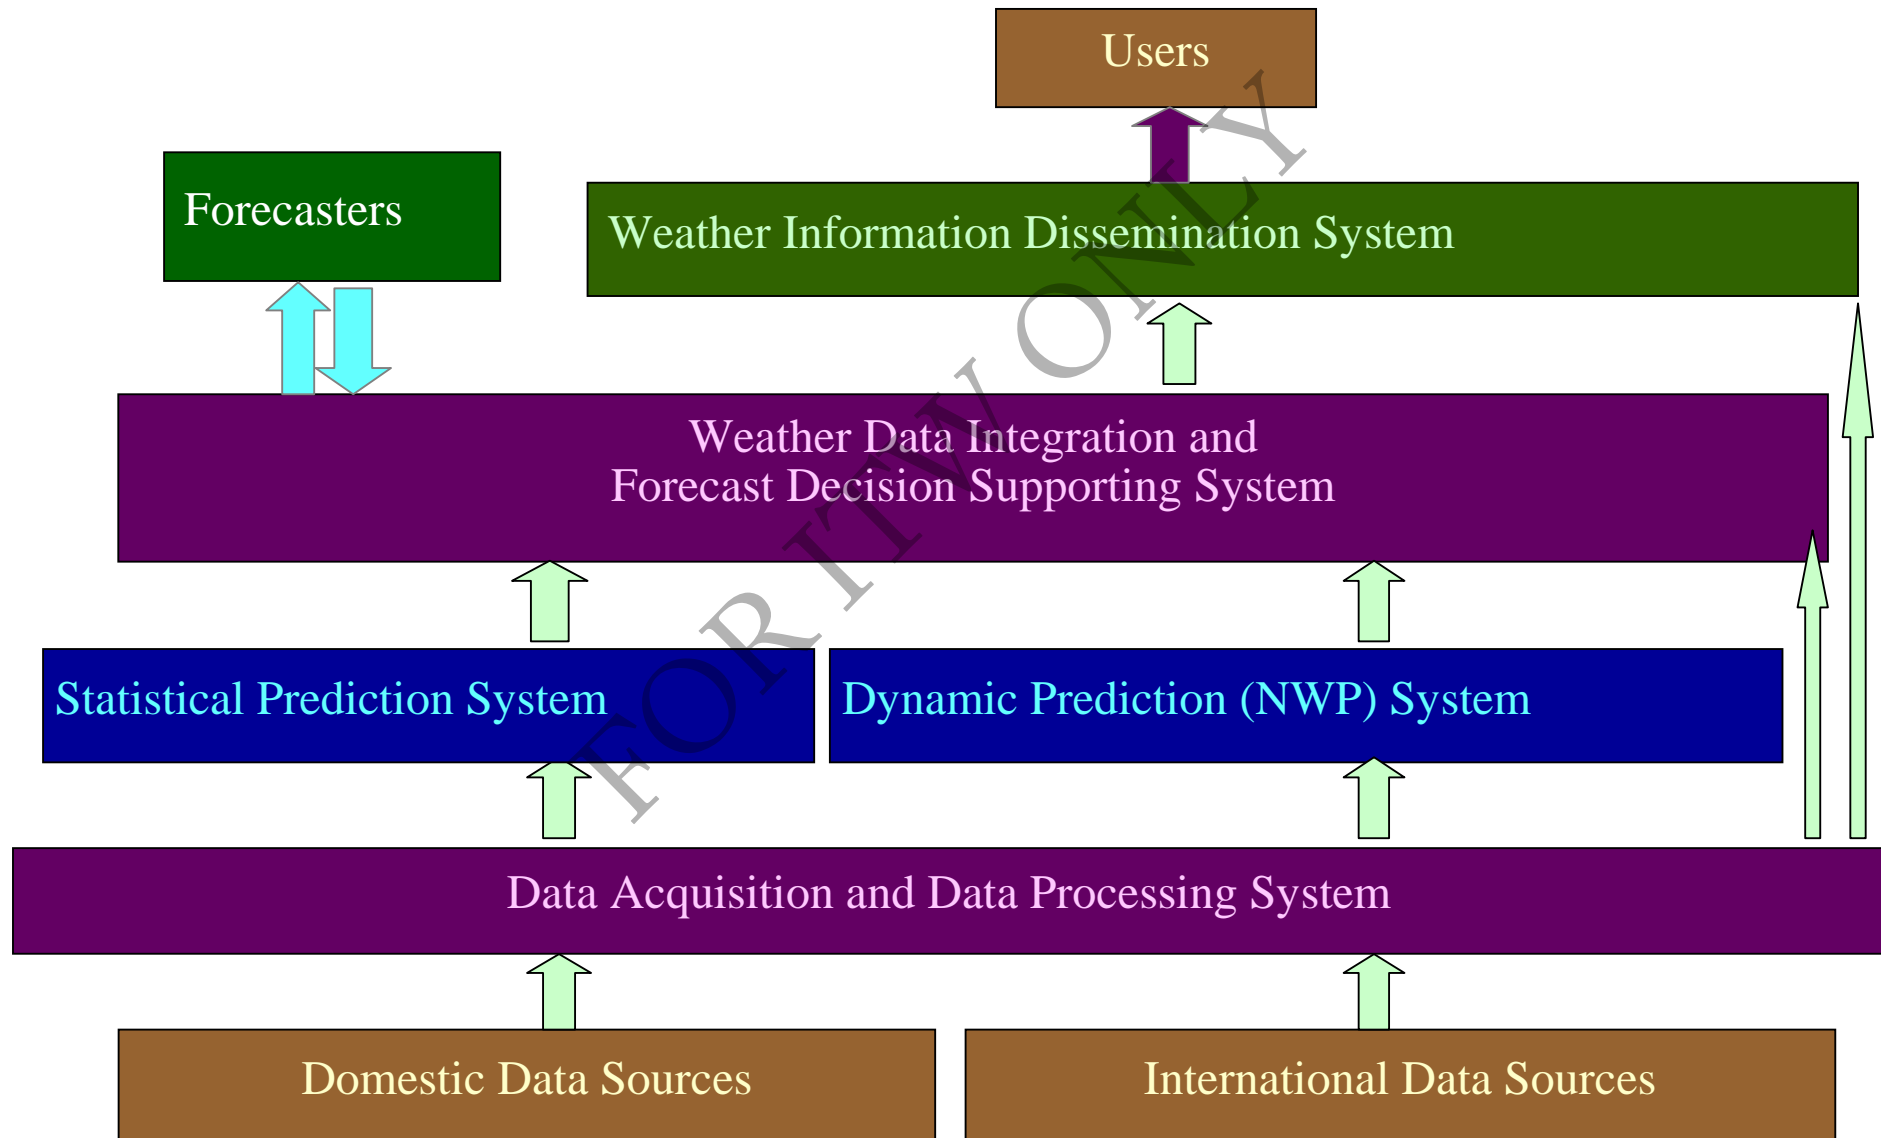 Users
Forecasters
Weather Information Dissemination System
Weather Data Integration and
Forecast Decision Supporting System
Statistical Prediction System
Dynamic Prediction (NWP) System
Data Acquisition and Data Processing System
Domestic Data Sources
International Data Sources
FOR ITW ONLY